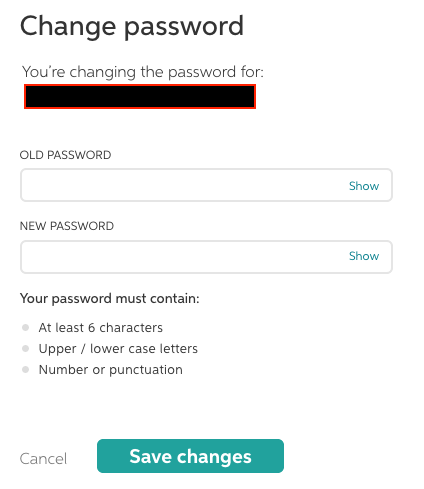 Change password
You're changing the password for:
OLD PASSWORD
Show
NEW PASSWORD
Show
Your password must contain:
At least 6 characters
Upper / lower case letters
Number or punctuation
Cancel
Save changes